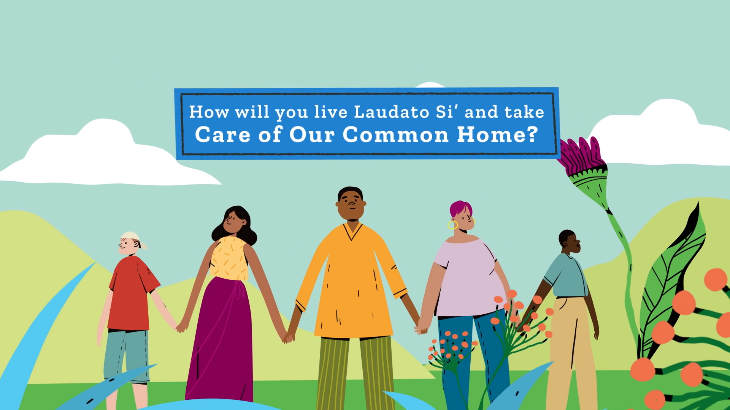 How will you live Laudato Si’ and take
Care of Our Common Home?